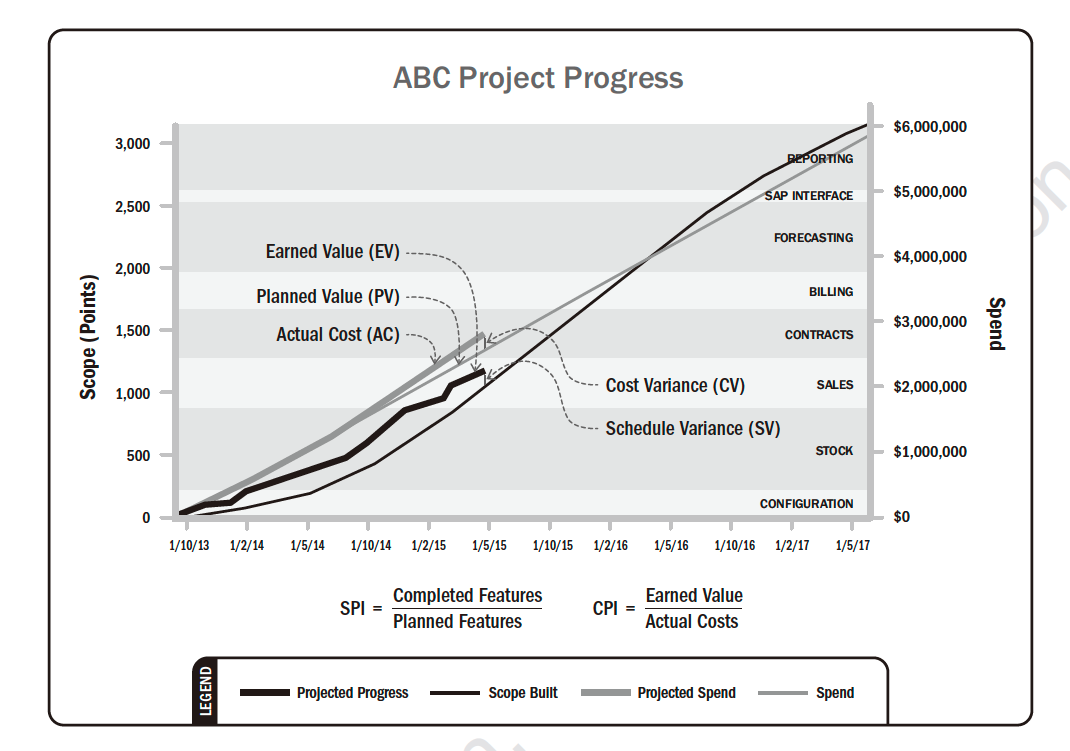 ABC Project Progress
Scope (Points)
3,000
2,500
2,000
1,500
1,000
500
0
Earned Value (EV)
Planned Value (PV)
Actual Cost (AC)
Cost Variance (CV)
Schedule Variance (SV)
REPORTING
SAP INTERFACE
FORECASTING
BILLING
CONTRACTS
SALES
STOCK
CONFIGURATION
$6,000,000
$5,000,000
$4,000,000
$3,000,000
$2,000,000
$1,000,000
$0
Spend
1/10/13 1/2/14 1/5/14 1/10/14 1/2/15 1/5/15 1/10/15 1/2/16 1/5/16 1/10/16 1/2/17 1/5/17
SPI = Completed Features
Planned Features
CPI = Earned Value
Actual Costs
LEGEND
Projected Progress Scope Built Projected Spend Spend